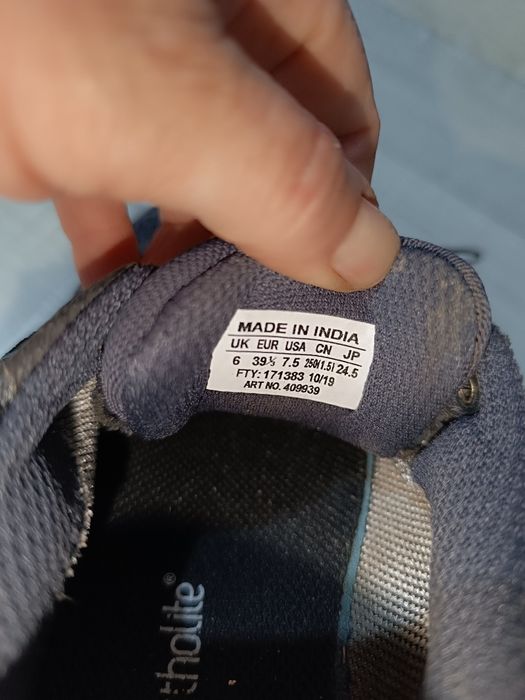 MADE IN INDIA
UK EUR USA CN JP
6 39⅓ 7.5 250(1.5) 24.5
FTY: 171383 10/19
ART NO. 409939
tholite®